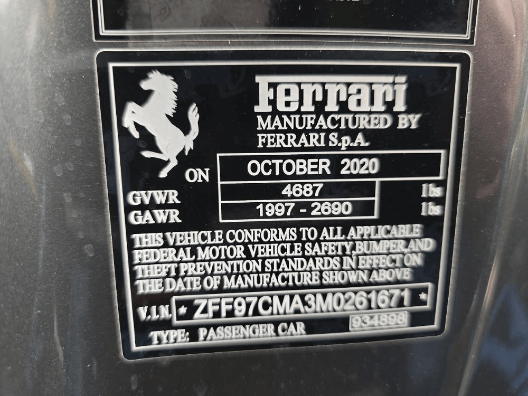 Ferrari
MANUFACTURED BY
FERRARI S.p.A.
ON OCTOBER 2020
GVWR 4687 lbs
GAWR 1997 - 2690 lbs
THIS VEHICLE CONFORMS TO ALL APPLICABLE
FEDERAL MOTOR VEHICLE SAFETY, BUMPER, AND
THEFT PREVENTION STANDARDS IN EFFECT ON
THE DATE OF MANUFACTURE SHOWN ABOVE
V.I.N. * ZFF97CMA3M0261671 *
TYPE: PASSENGER CAR 934898